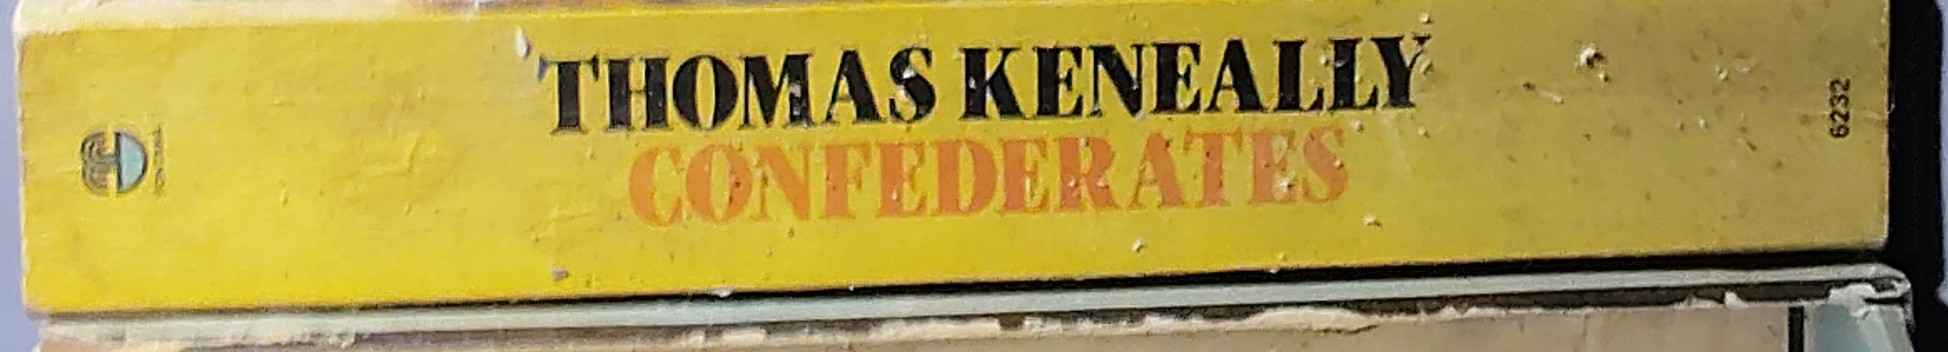 THOMAS KENEALLY
CONFEDERATES
6232